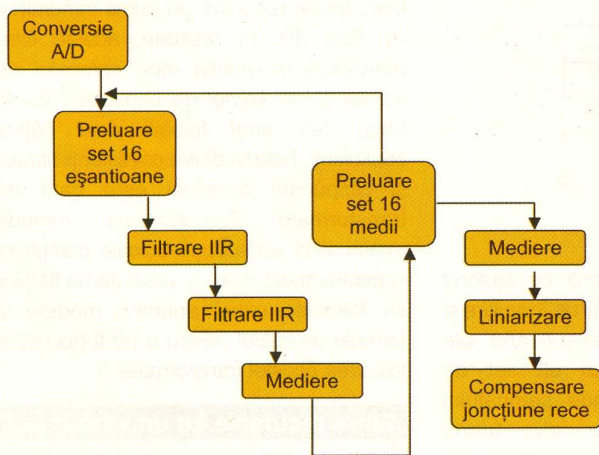 Conversie
A/D
Preluare
set 16
eşantioane
Filtrare IIR
Filtrare IIR
Mediere
Preluare
set 16
medii
Mediere
Liniarizare
Compensare
joncţiune rece